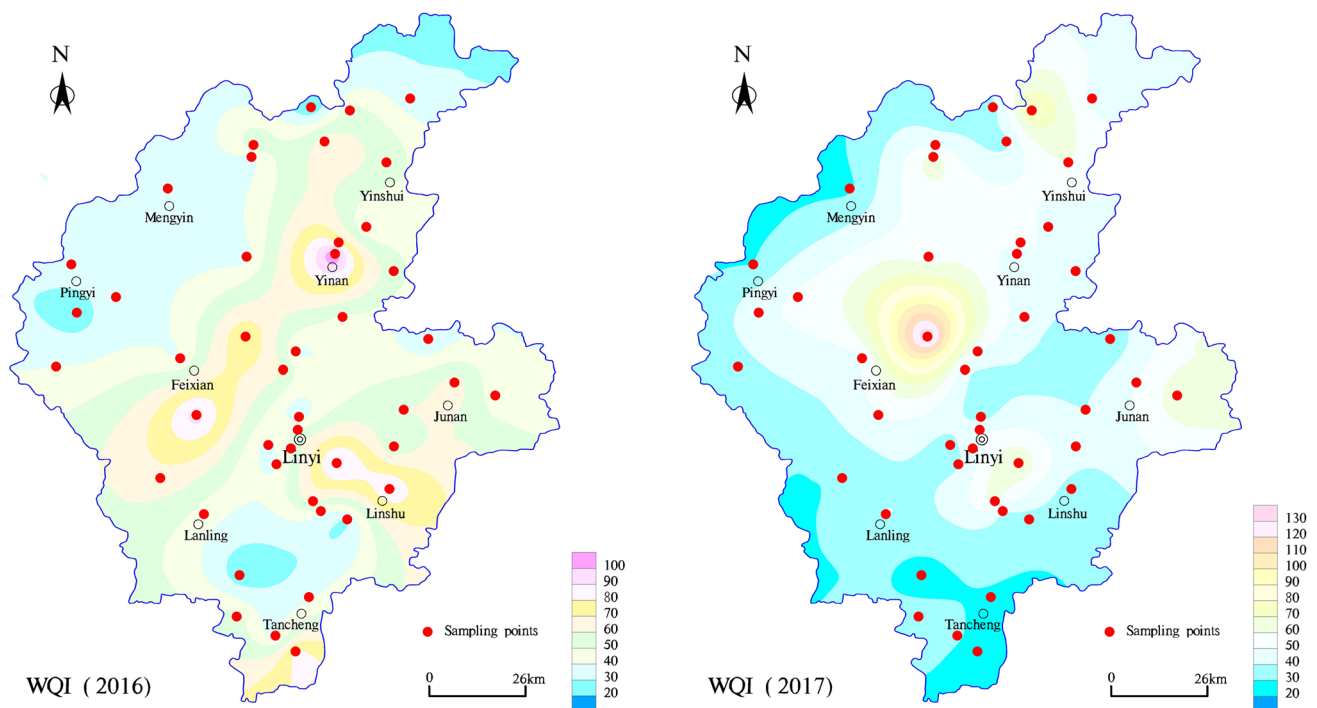 N
Yinshui
Mengyin
Yinan
Pingyi
Feixian
Junan
Linyi
Linshu
Lanling
Tancheng
Sampling points
0 26km
WQI ( 2016)
100
90
80
70
60
50
40
30
20
N
Yinshui
Mengyin
Yinan
Pingyi
Feixian
Junan
Linyi
Linshu
Lanling
Tancheng
Sampling points
0 26km
WQI ( 2017)
130
120
110
100
90
80
70
60
50
40
30
20